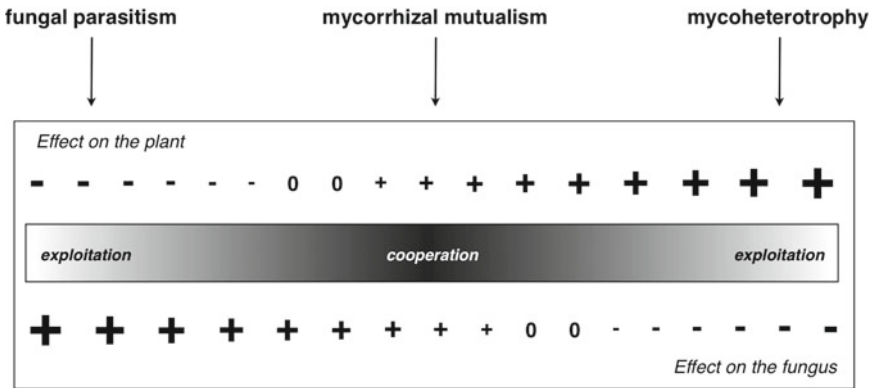 fungal parasitism mycorrhizal mutualism mycoheterotrophy
Effect on the plant
- - - - - - 0 0 + + + + + + + + +
exploitation cooperation exploitation
+ + + + + + + + + 0 0 - - - - - -
Effect on the fungus